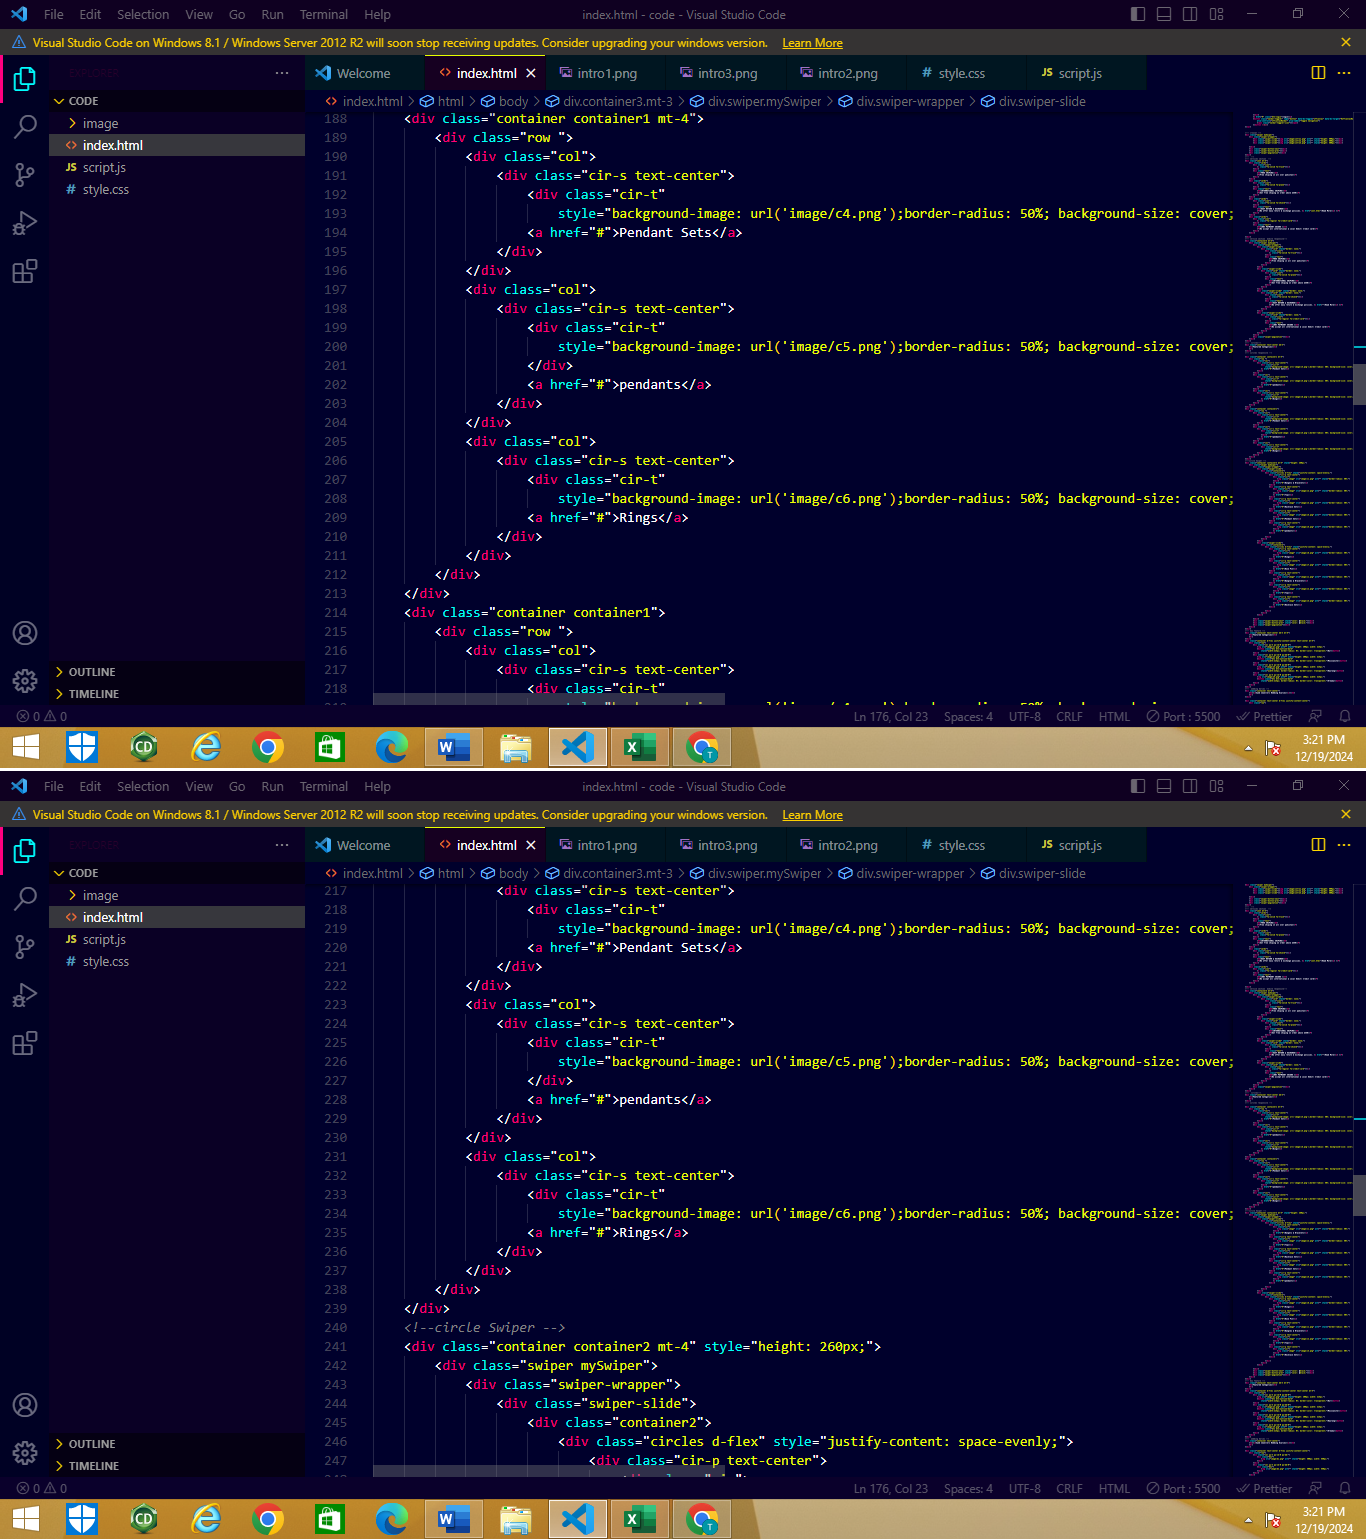 File Edit Selection View Go Run Terminal Help index.html - code - Visual Studio Code
Visual Studio Code on Windows 8.1 / Windows Server 2012 R2 will soon stop receiving updates. Consider upgrading your windows version. Learn More
EXPLORER
Welcome index.html intro1.png intro3.png intro2.png # style.css JS script.js
CODE
image
index.html
JS script.js
# style.css
OUTLINE
TIMELINE
index.html > html > body > div.container3.mt-3 > div.swiper.mySwiper > div.swiper-wrapper > div.swiper-slide
188 <div class="container container1 mt-4">
189 <div class="row ">
190 <div class="col">
191 <div class="cir-s text-center">
192 <div class="cir-t"
193 style="background-image: url('image/c4.png');border-radius: 50%; background-size: cover;
194 <a href="#">Pendant Sets</a>
195 </div>
196 </div>
197 <div class="col">
198 <div class="cir-s text-center">
199 <div class="cir-t"
200 style="background-image: url('image/c5.png');border-radius: 50%; background-size: cover;
201 </div>
202 <a href="#">pendants</a>
203 </div>
204 </div>
205 <div class="col">
206 <div class="cir-s text-center">
207 <div class="cir-t"
208 style="background-image: url('image/c6.png');border-radius: 50%; background-size: cover;
209 <a href="#">Rings</a>
210 </div>
211 </div>
212 </div>
213 </div>
214 <div class="container container1">
215 <div class="row ">
216 <div class="col">
217 <div class="cir-s text-center">
218 <div class="cir-t"
0 0 Ln 176, Col 23 Spaces: 4 UTF-8 CRLF HTML Port : 5500 Prettier
3:21 PM
12/19/2024
File Edit Selection View Go Run Terminal Help index.html - code - Visual Studio Code
Visual Studio Code on Windows 8.1 / Windows Server 2012 R2 will soon stop receiving updates. Consider upgrading your windows version. Learn More
EXPLORER
Welcome index.html intro1.png intro3.png intro2.png # style.css JS script.js
CODE
image
index.html
JS script.js
# style.css
OUTLINE
TIMELINE
index.html > html > body > div.container3.mt-3 > div.swiper.mySwiper > div.swiper-wrapper > div.swiper-slide
217 <div class="cir-s text-center">
218 <div class="cir-t"
219 style="background-image: url('image/c4.png');border-radius: 50%; background-size: cover;
220 <a href="#">Pendant Sets</a>
221 </div>
222 </div>
223 <div class="col">
224 <div class="cir-s text-center">
225 <div class="cir-t"
226 style="background-image: url('image/c5.png');border-radius: 50%; background-size: cover;
227 </div>
228 <a href="#">pendants</a>
229 </div>
230 </div>
231 <div class="col">
232 <div class="cir-s text-center">
233 <div class="cir-t"
234 style="background-image: url('image/c6.png');border-radius: 50%; background-size: cover;
235 <a href="#">Rings</a>
236 </div>
237 </div>
238 </div>
239 </div>
240 <!--circle Swiper -->
241 <div class="container container2 mt-4" style="height: 260px;">
242 <div class="swiper mySwiper">
243 <div class="swiper-wrapper">
244 <div class="swiper-slide">
245 <div class="container2">
246 <div class="circles d-flex" style="justify-content: space-evenly;">
247 <div class="cir-p text-center">
0 0 Ln 176, Col 23 Spaces: 4 UTF-8 CRLF HTML Port : 5500 Prettier
3:21 PM
12/19/2024